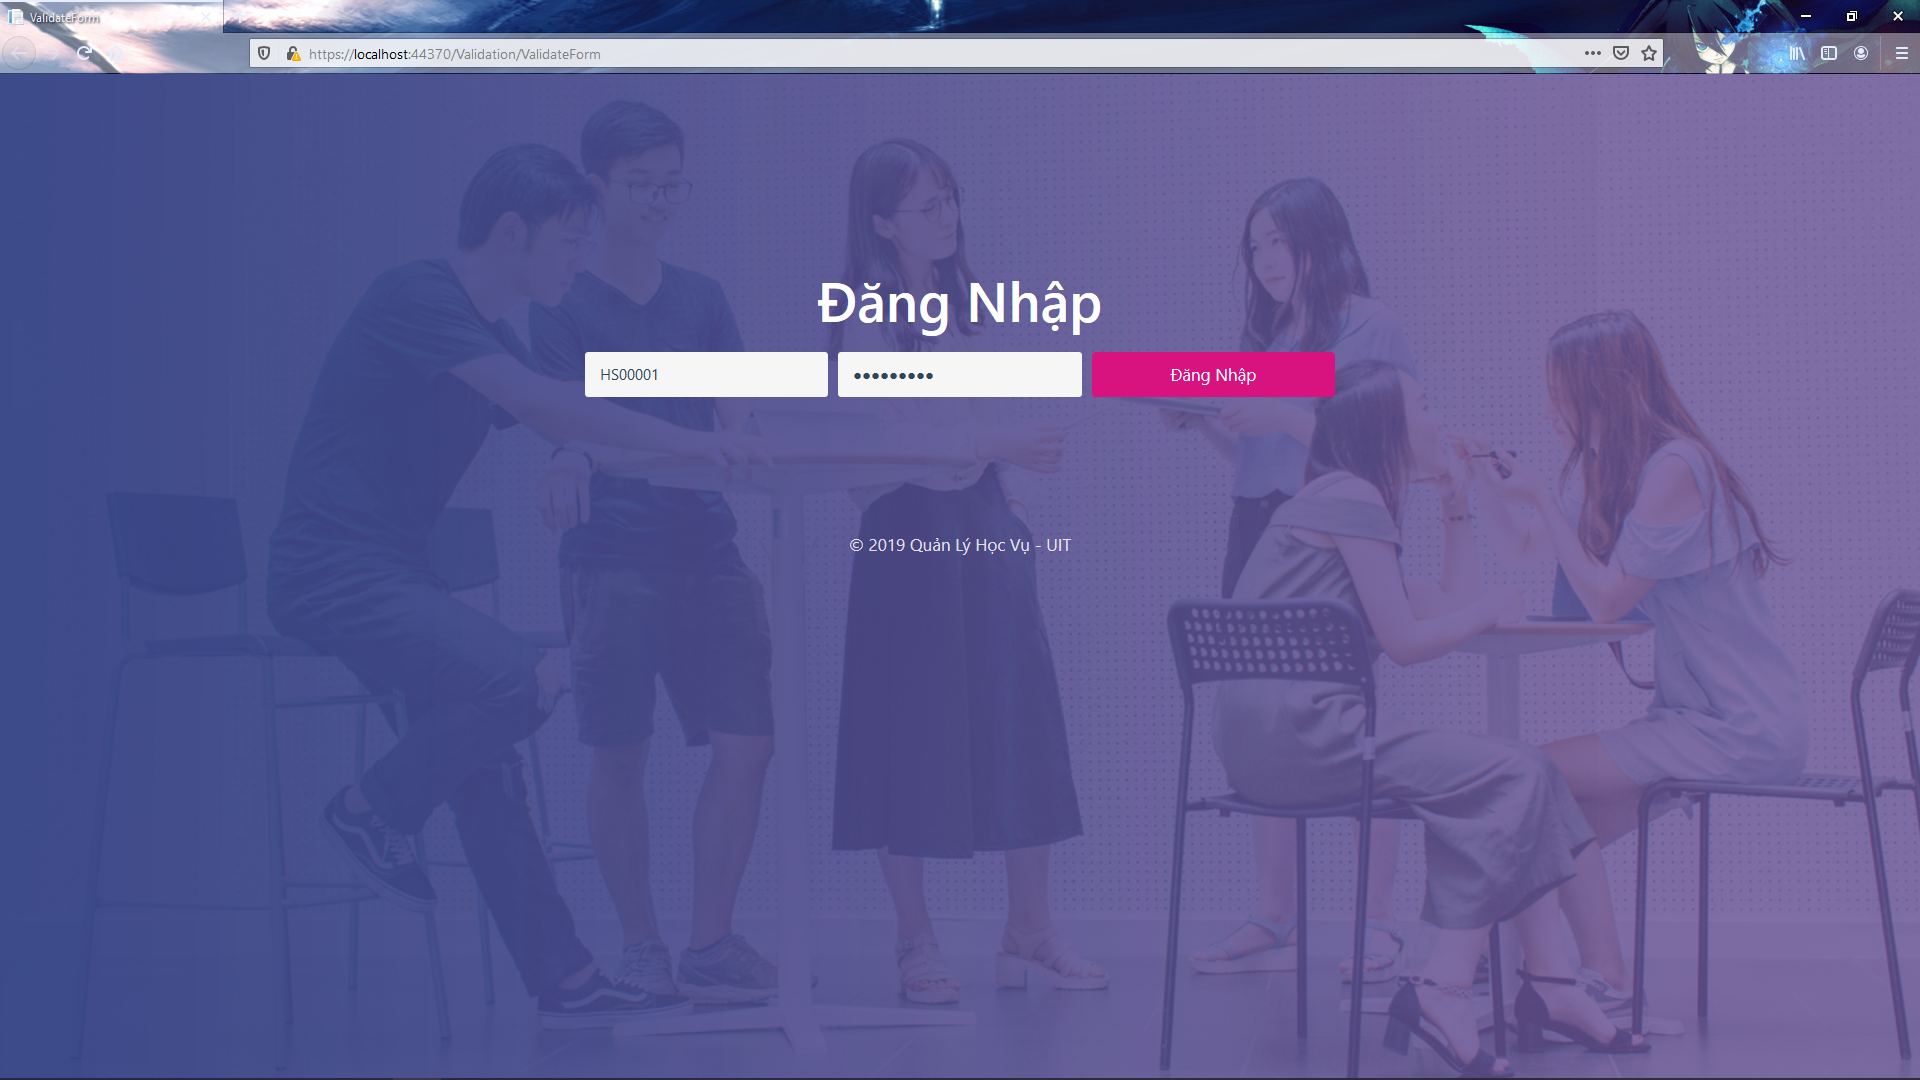 ValidateForm
https://localhost:44370/Validation/ValidateForm
Đăng Nhập
HS00001
●●●●●●●●●
Đăng Nhập
© 2019 Quản Lý Học Vụ - UIT